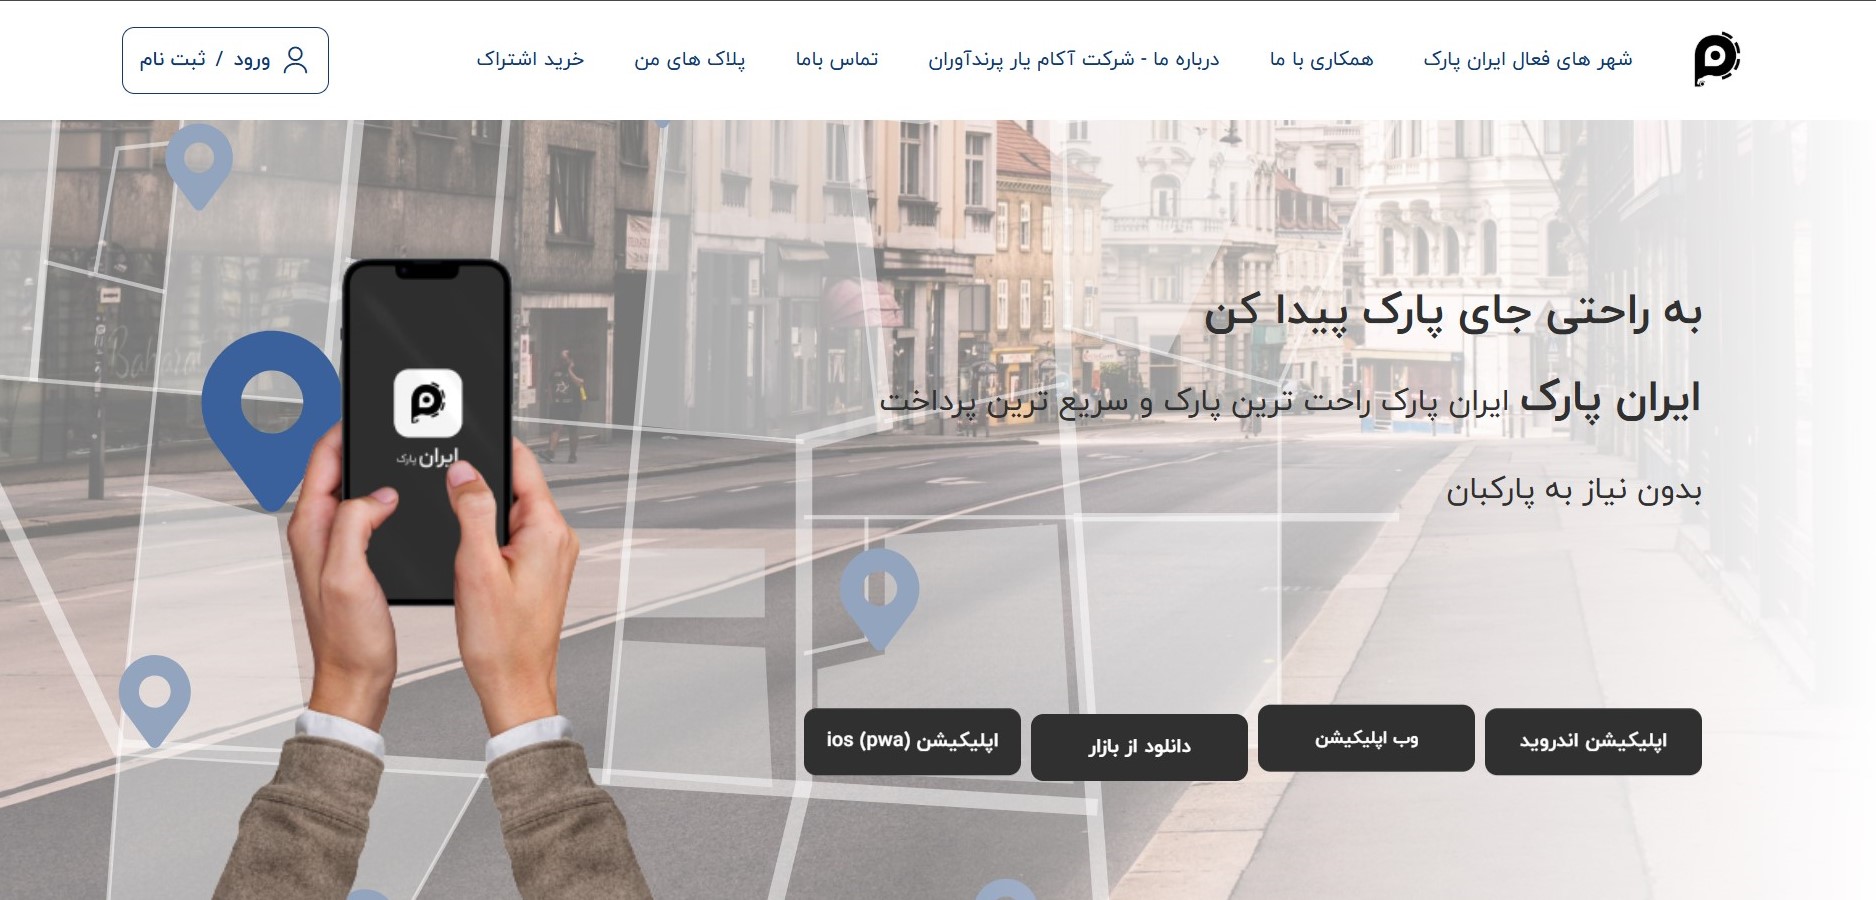 شهر های فعال ایران پارک
همکاری با ما
درباره ما - شرکت آکام یار پرندآوران
تماس باما
پلاک های من
خرید اشتراک
ورود / ثبت نام
به راحتی جای پارک پیدا کن
ایران پارک ایران پارک راحت ترین پارک و سریع ترین پرداخت
بدون نیاز به پارکبان
ایران پارک
اپلیکیشن اندروید
وب اپلیکیشن
دانلود از بازار
اپلیکیشن ios (pwa)